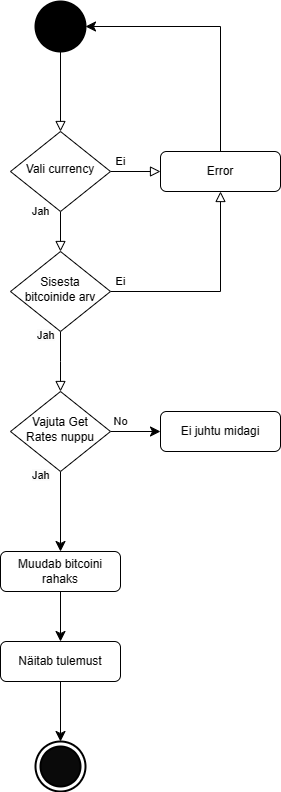 Vali currency
Ei
Error
Jah
Sisesta
bitcoinide arv
Ei
Jah
Vajuta Get
Rates nuppu
No
Ei juhtu midagi
Jah
Muudab bitcoini
rahaks
Näitab tulemust